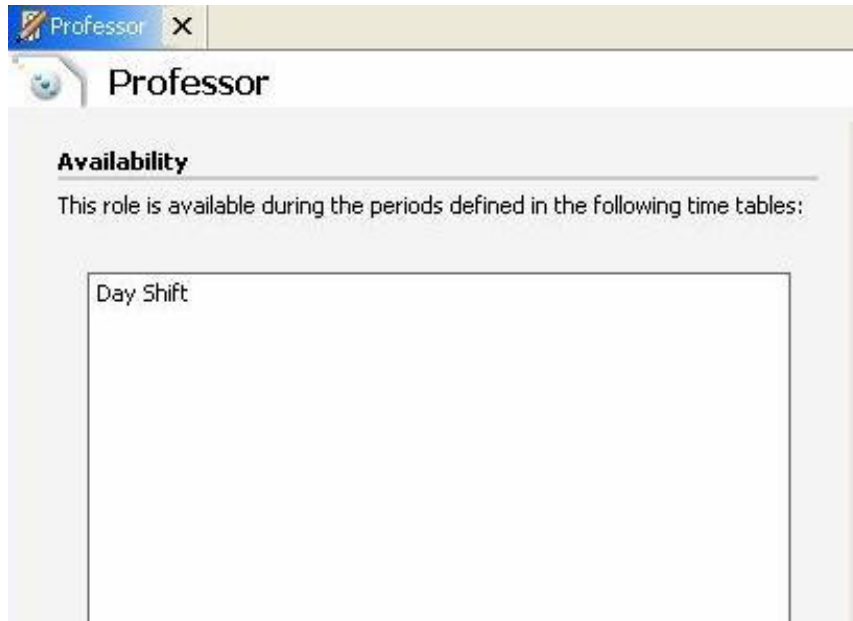 Professor
Professor
Availability
This role is available during the periods defined in the following time tables:
Day Shift